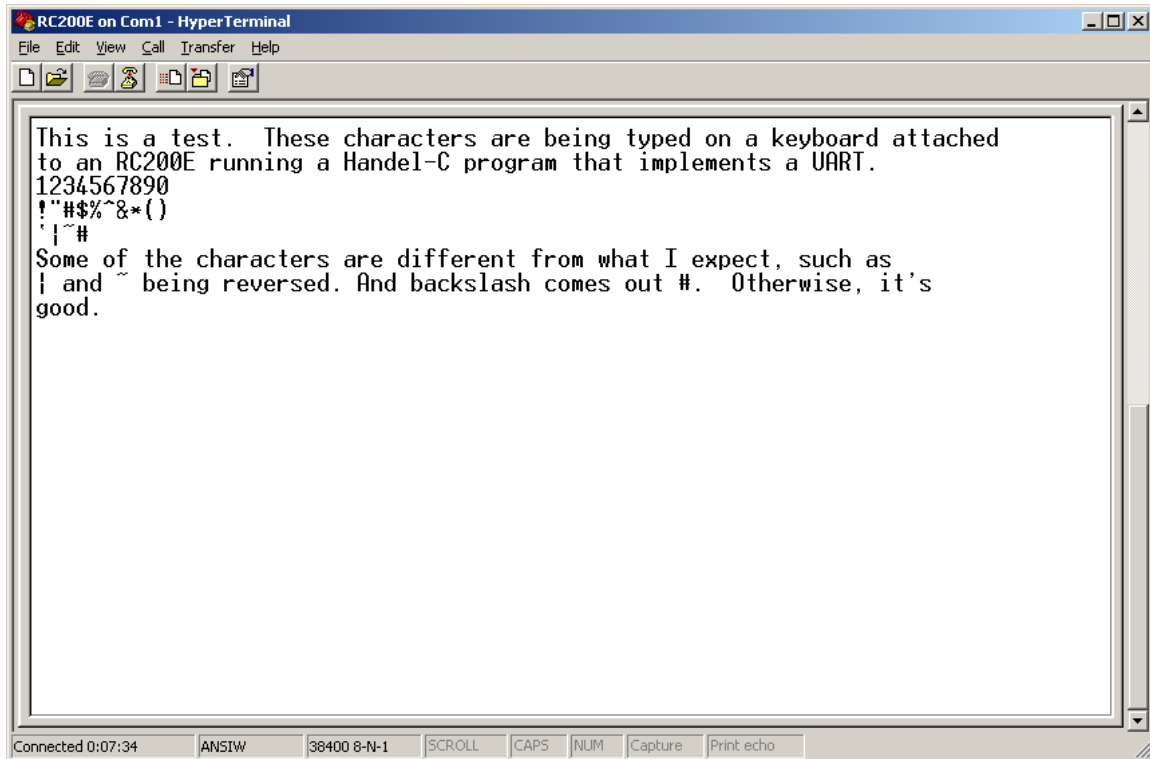 RC200E on Com1 - HyperTerminal
File Edit View Call Transfer Help
This is a test.  These characters are being typed on a keyboard attached
to an RC200E running a Handel-C program that implements a UART.
1234567890
!"#$%^&*()
`¦~#
Some of the characters are different from what I expect, such as
¦ and ~ being reversed. And backslash comes out #.  Otherwise, it's
good.
Connected 0:07:34 ANSIW 38400 8-N-1 SCROLL CAPS NUM Capture Print echo